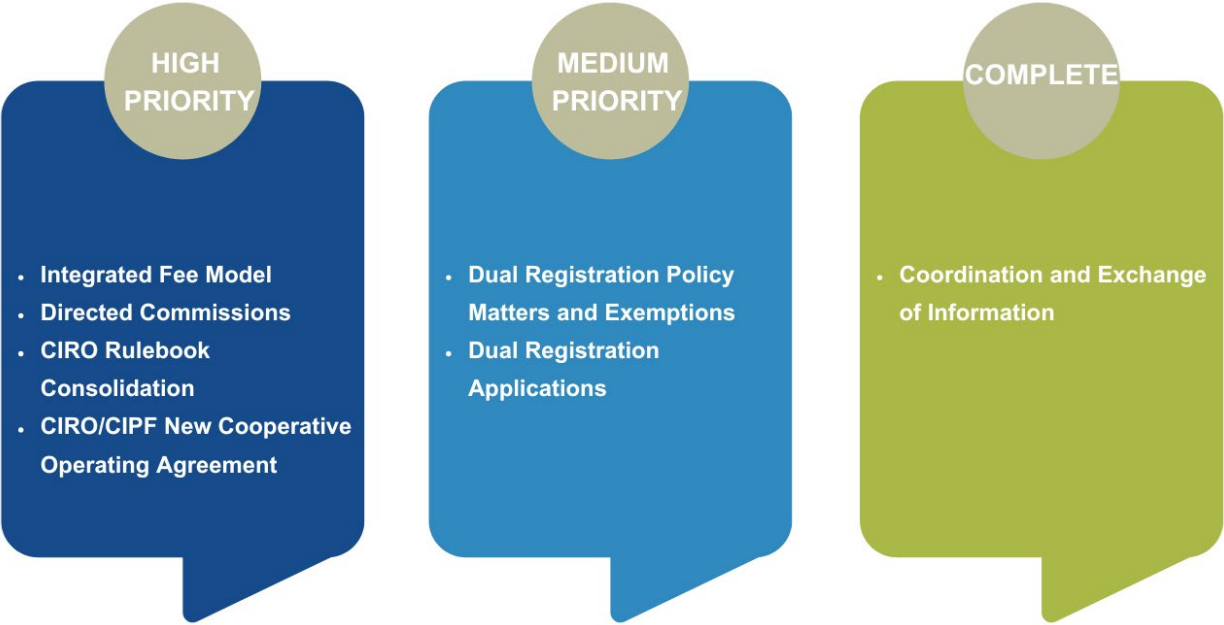 HIGH
PRIORITY
• Integrated Fee Model
• Directed Commissions
• CIRO Rulebook
Consolidation
• CIRO/CIPF New Cooperative
Operating Agreement
MEDIUM
PRIORITY
• Dual Registration Policy
Matters and Exemptions
• Dual Registration
Applications
COMPLETE
• Coordination and Exchange
of Information